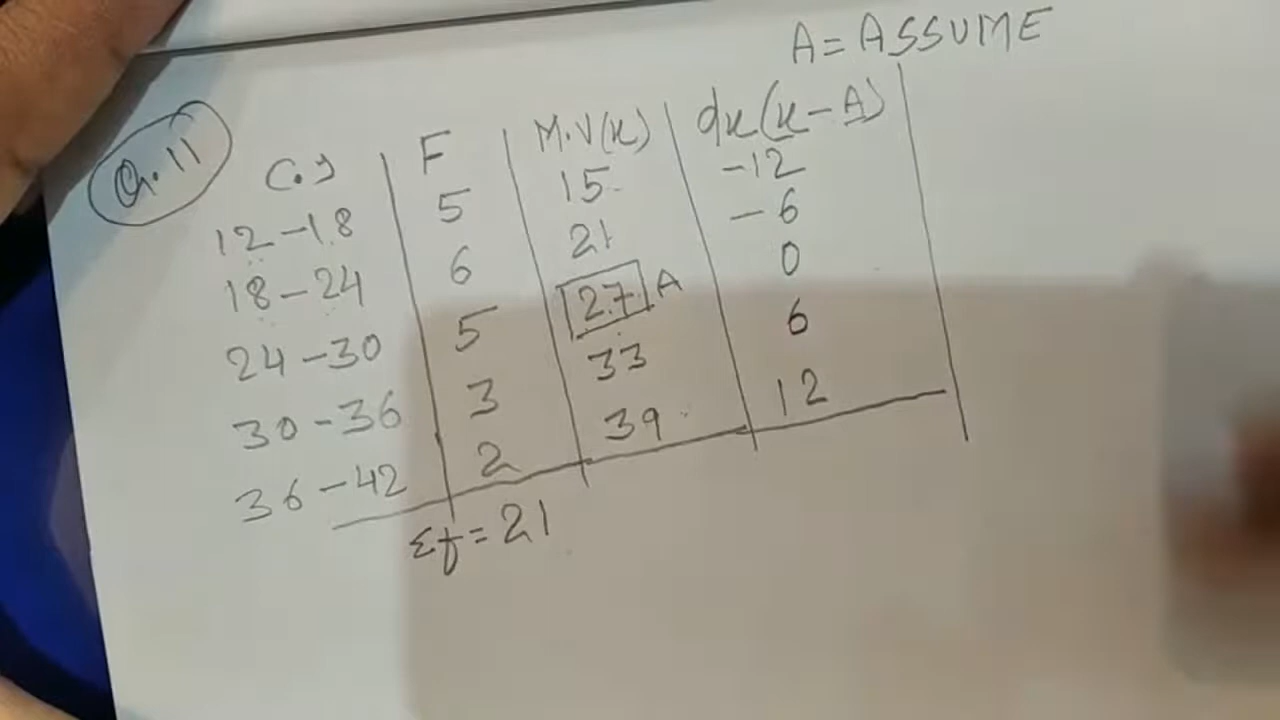 A = ASSUME
Q.11
C.I F M.V(x) dx(x-A)
12-18 5 15 -12
18-24 6 21 -6
24-30 5 27 A 0
30-36 3 33 6
36-42 2 39 12
Σf = 21